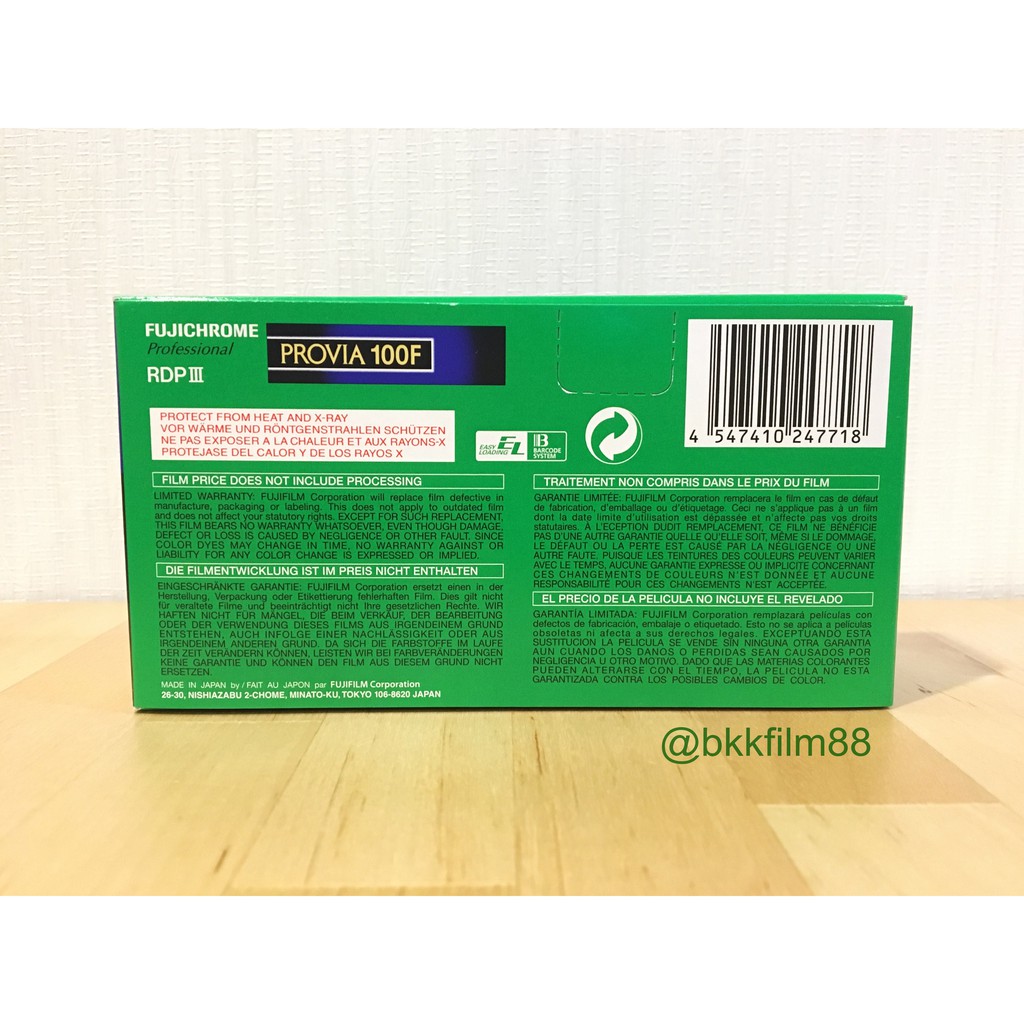 FUJICHROME
Professional
RDP III
PROVIA 100F
PROTECT FROM HEAT AND X-RAY
VOR WÄRME UND RÖNTGENSTRAHLEN SCHÜTZEN
NE PAS EXPOSER A LA CHALEUR ET AUX RAYONS-X
PROTEJASE DEL CALOR Y DE LOS RAYOS X
EASY LOADING EL
B BARCODE SYSTEM
4 547410 247718
FILM PRICE DOES NOT INCLUDE PROCESSING
LIMITED WARRANTY: FUJIFILM Corporation will replace film defective in
manufacture, packaging or labeling. This does not apply to outdated film
and does not affect your statutory rights. EXCEPT FOR SUCH REPLACEMENT,
THIS FILM BEARS NO WARRANTY WHATSOEVER, EVEN THOUGH DAMAGE,
DEFECT OR LOSS IS CAUSED BY NEGLIGENCE OR OTHER FAULT. SINCE
COLOR DYES MAY CHANGE IN TIME, NO WARRANTY AGAINST OR
LIABILITY FOR ANY COLOR CHANGE IS EXPRESSED OR IMPLIED.
DIE FILMENTWICKLUNG IST IM PREIS NICHT ENTHALTEN
EINGESCHRÄNKTE GARANTIE: FUJIFILM Corporation ersetzt einen in der
Herstellung, Verpackung oder Etikettierung fehlerhaften Film. Dies gilt nicht
für veraltete Filme und beeinträchtigt nicht Ihre gesetzlichen Rechte. WIR
HAFTEN NICHT FÜR MÄNGEL, DIE BEIM VERKAUF, DER BEARBEITUNG
ODER DER VERWENDUNG DIESES FILMS AUS IRGENDEINEM GRUND
ENTSTEHEN, AUCH INFOLGE EINER NACHLÄSSIGKEIT ODER AUS
IRGENDEINEM ANDEREN GRUND. DA SICH DIE FARBSTOFFE IM LAUFE
DER ZEIT VERÄNDERN KÖNNEN, LEISTEN WIR BEI FARBVERÄNDERUNGEN
KEINE GARANTIE UND KÖNNEN DEN FILM AUS DIESEM GRUND NICHT
ERSETZEN.
MADE IN JAPAN by / FAIT AU JAPON par FUJIFILM Corporation
26-30, NISHIAZABU 2-CHOME, MINATO-KU, TOKYO 106-8620 JAPAN
TRAITEMENT NON COMPRIS DANS LE PRIX DU FILM
GARANTIE LIMITÉE: FUJIFILM Corporation remplacera le film en cas de défaut
de fabrication, d'emballage ou d'étiquetage. Ceci ne s'applique pas à un film
dont la date limite d'utilisation est dépassée et n'affecte pas vos droits
statutaires. À L'ECEPTION DUDIT REMPLACEMENT, CE FILM NE BÉNÉFICIE
PAS D'UNE AUTRE GARANTIE QUELLE QU'ELLE SOIT, MÊME SI LE DOMMAGE,
LE DÉFAUT OU LA PERTE EST CAUSÉ PAR LA NÉGLIGENCE OU UNE
AUTRE FAUTE. PUISQUE LES TEINTURES DES COULEURS PEUVENT VARIER
AVEC LE TEMPS, AUCUNE GARANTIE EXPRESSE OU IMPLICITE CONCERNANT
CES CHANGEMENTS DE COULEURS N'EST DONNÉE ET AUCUNE
RESPONSABILITÉ POUR CES CHANGEMENTS N'EST ACCEPTÉE.
EL PRECIO DE LA PELICULA NO INCLUYE EL REVELADO
GARANTÍA LIMITADA: FUJIFILM Corporation remplazará películas con
defectos de fabricación, embalaje o etiquetado. Esto no se aplica a películas
obsoletas ni afecta a sus derechos legales. EXCEPTUANDO ESTA
SUSTITUCION LA PELICULA SE VENDE SIN NINGUNA OTRA GARANTIA
AUN CUANDO LOS DANOS O PERDIDAS SEAN CAUSADOS POR
NEGLIGENCIA U OTRO MOTIVO. DADO QUE LAS MATERIAS COLORANTES
PUEDEN ALTERARSE CON EL TIEMPO, LA PELICULA NO ESTA
GARANTIZADA CONTRA LOS POSIBLES CAMBIOS DE COLOR.
@bkkfilm88